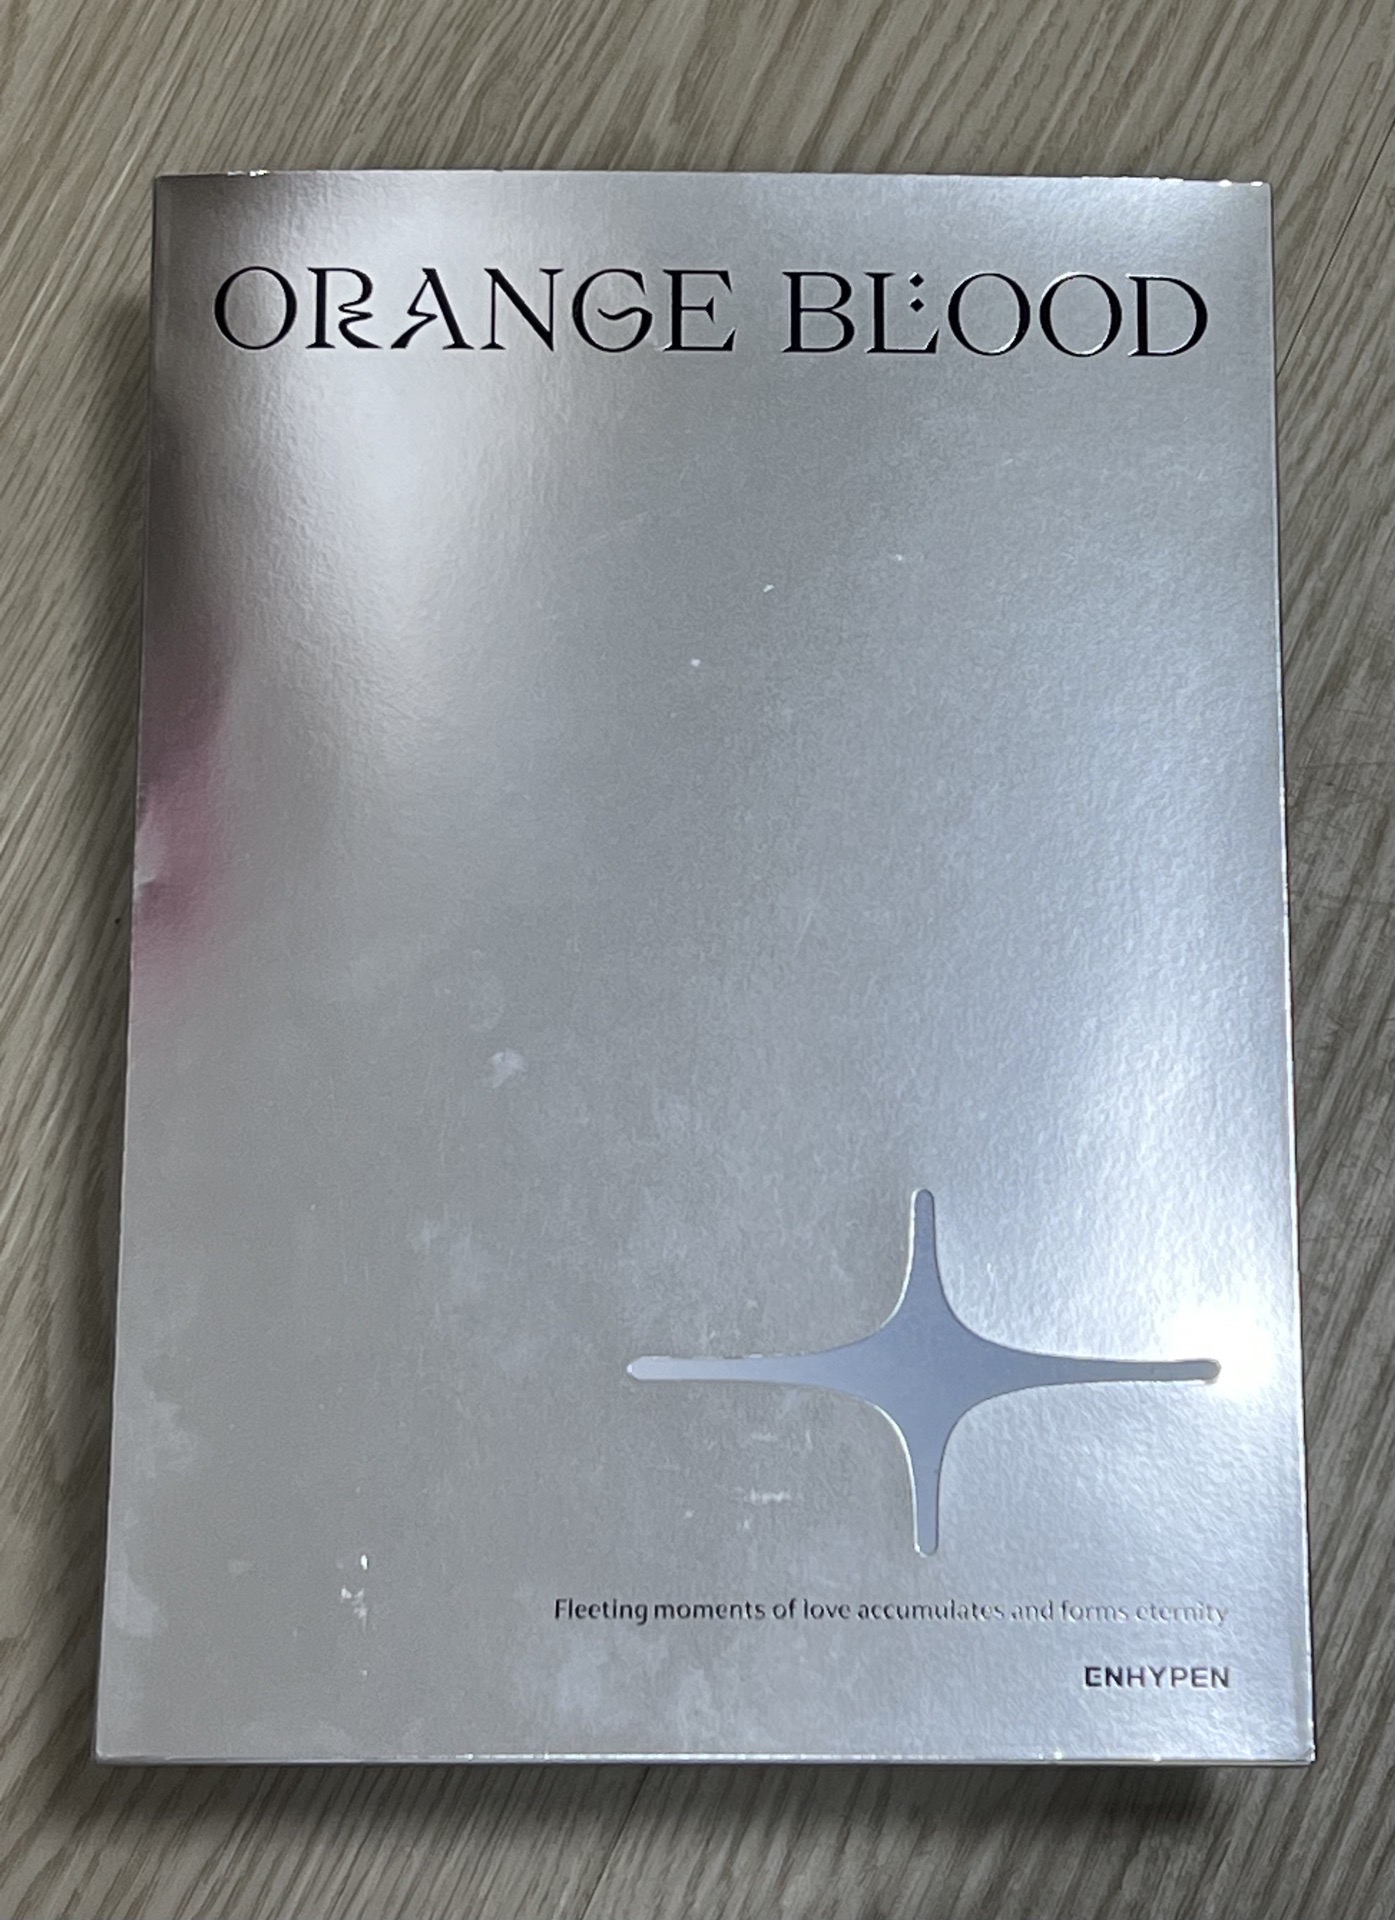 ORANGE BLOOD
Fleeting moments of love accumulates and forms eternity
ENHYPEN